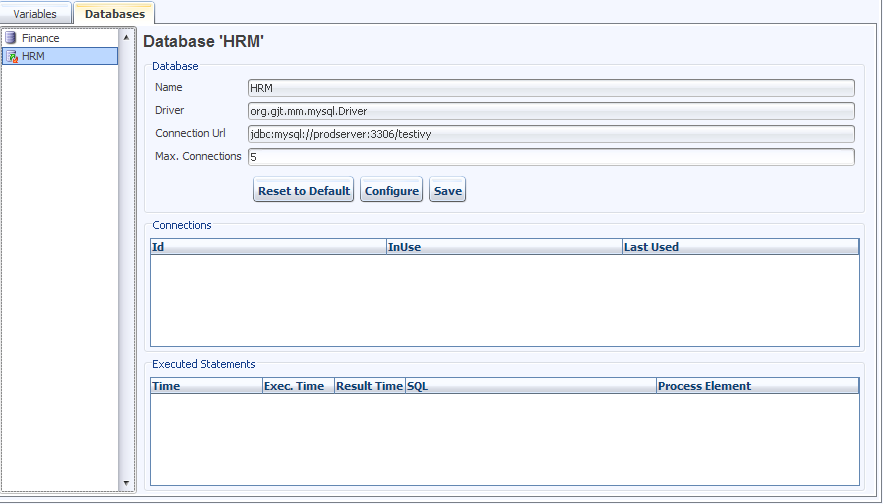 Variables Databases
Finance
HRM
Database 'HRM'
Database
Name HRM
Driver org.gjt.mm.mysql.Driver
Connection Url jdbc:mysql://prodserver:3306/testivy
Max. Connections 5
Reset to Default Configure Save
Connections
Id InUse Last Used
Executed Statements
Time Exec. Time Result Time SQL Process Element